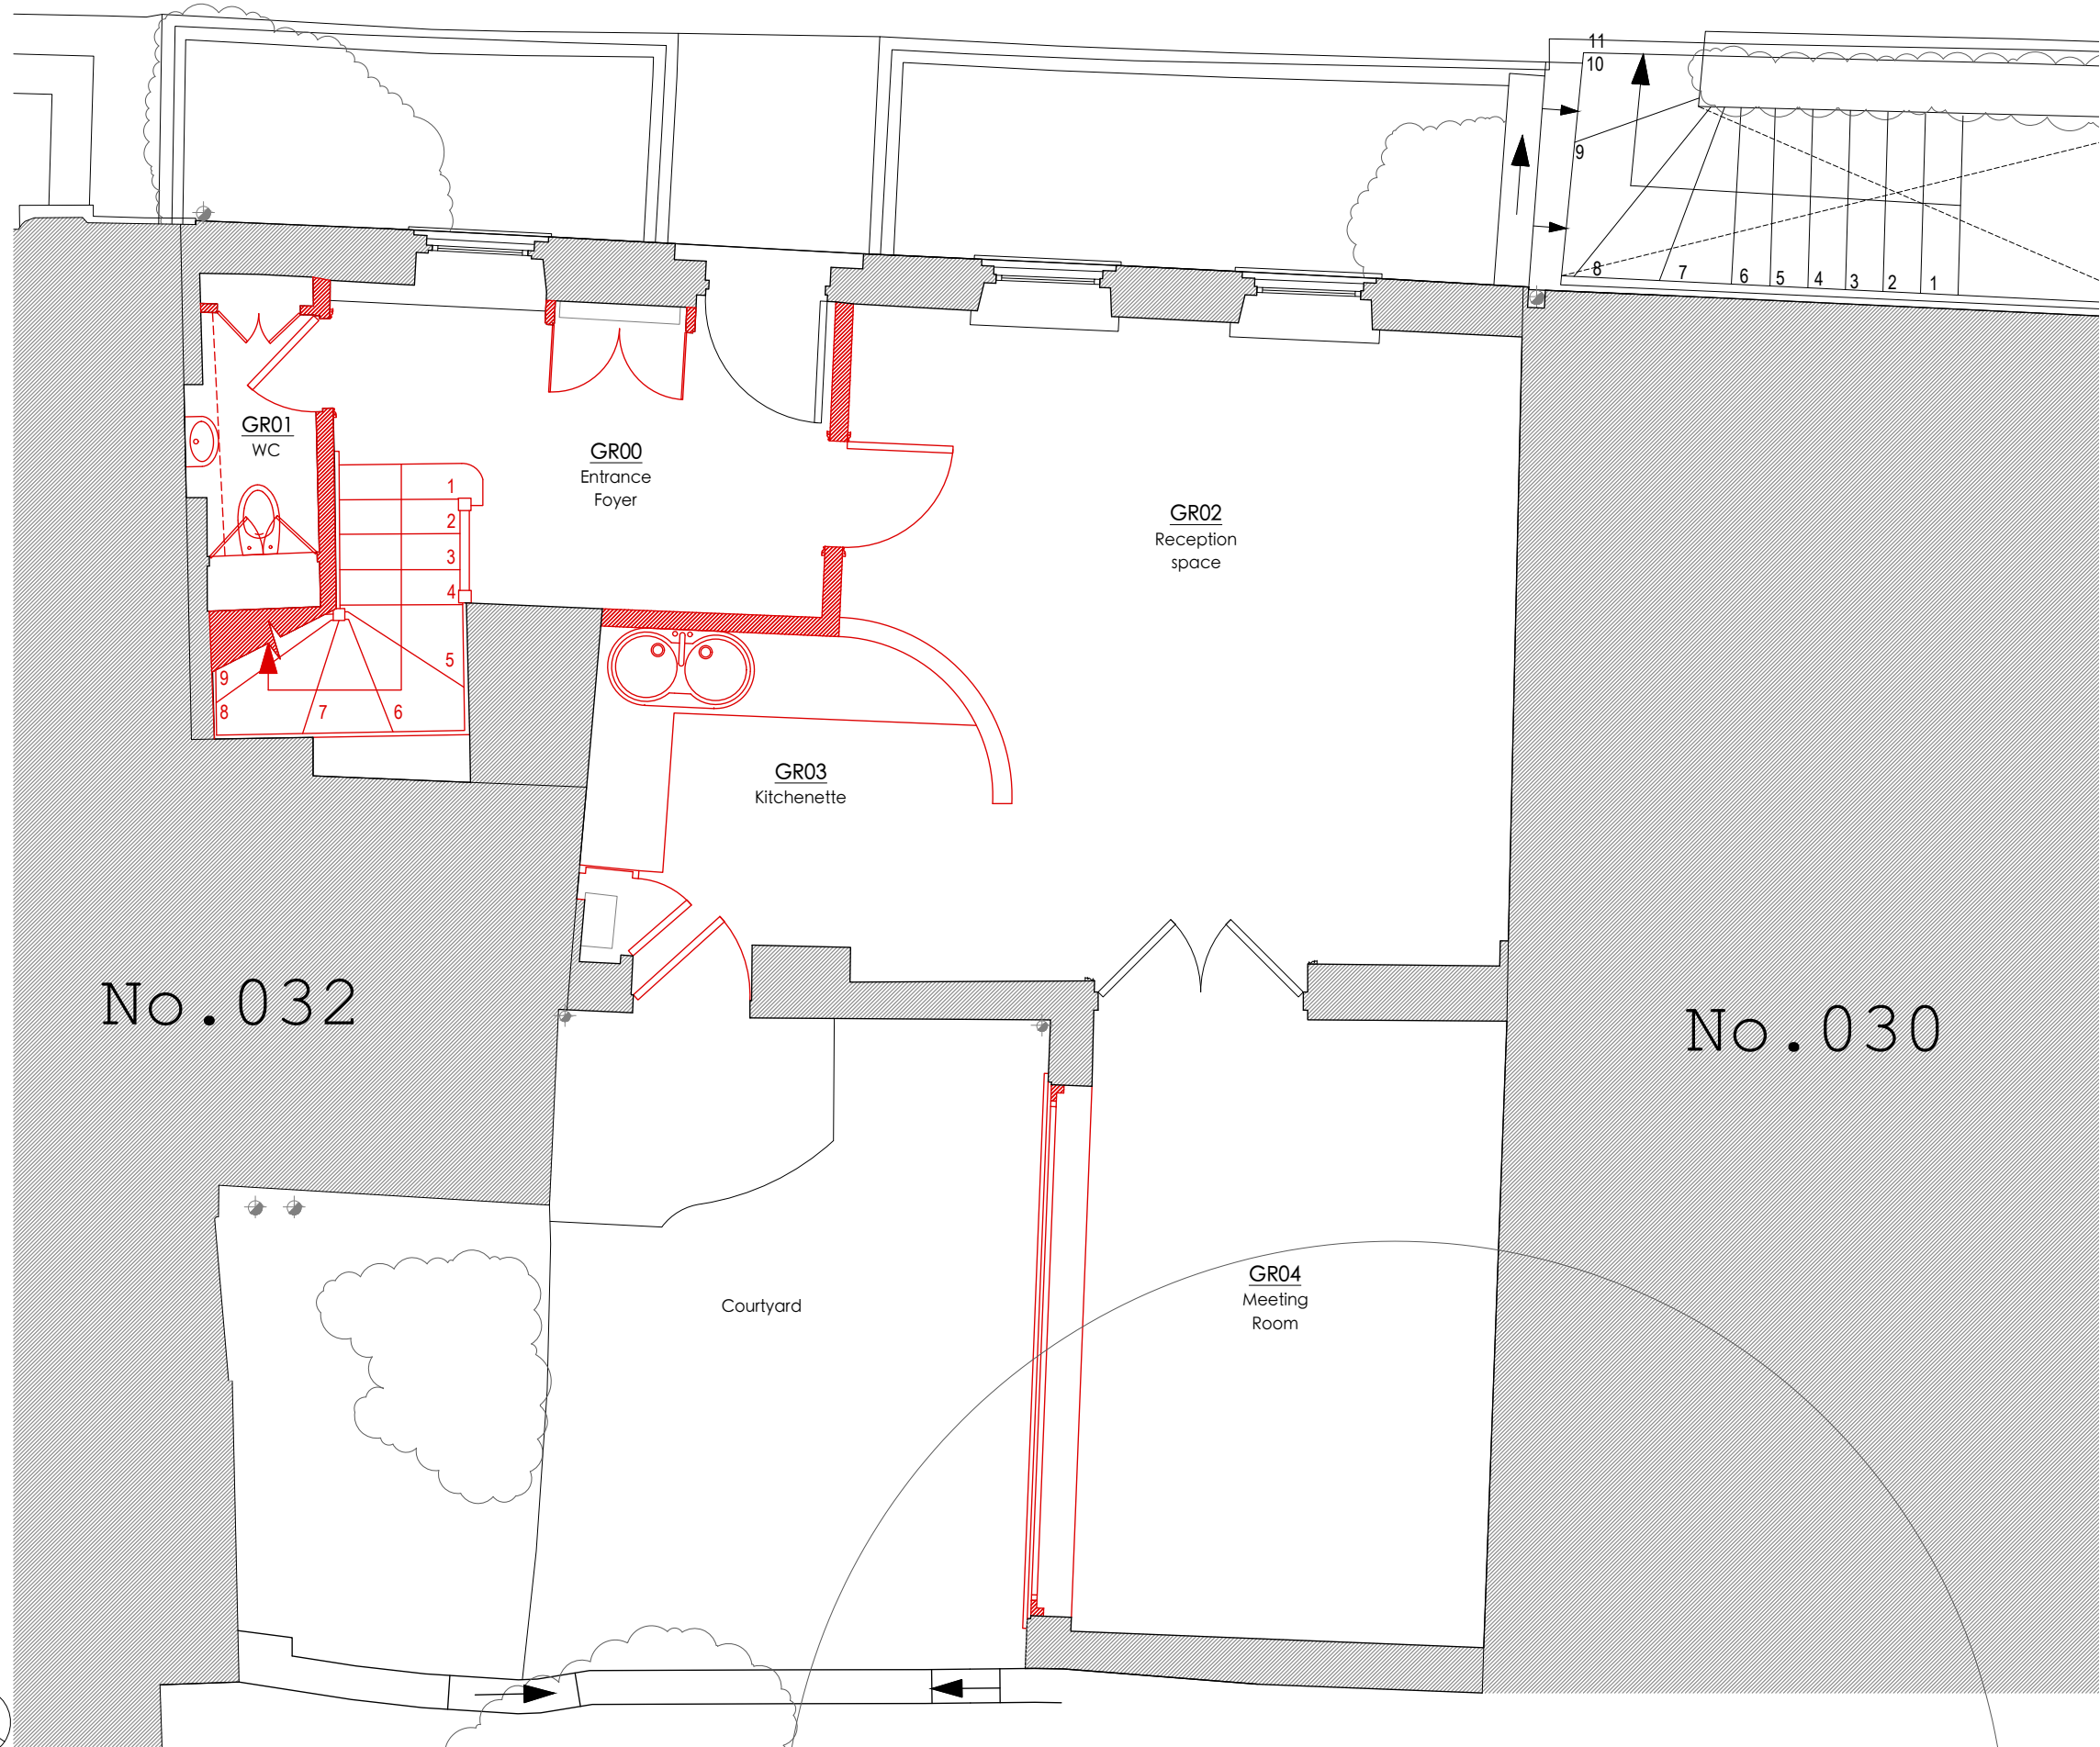 11
10
9
8
7
6
5
4
3
2
1
GR01
WC
GR00
Entrance
Foyer
1
2
3
4
5
6
7
8
9
GR02
Reception
space
GR03
Kitchenette
No.032
No.030
Courtyard
GR04
Meeting
Room